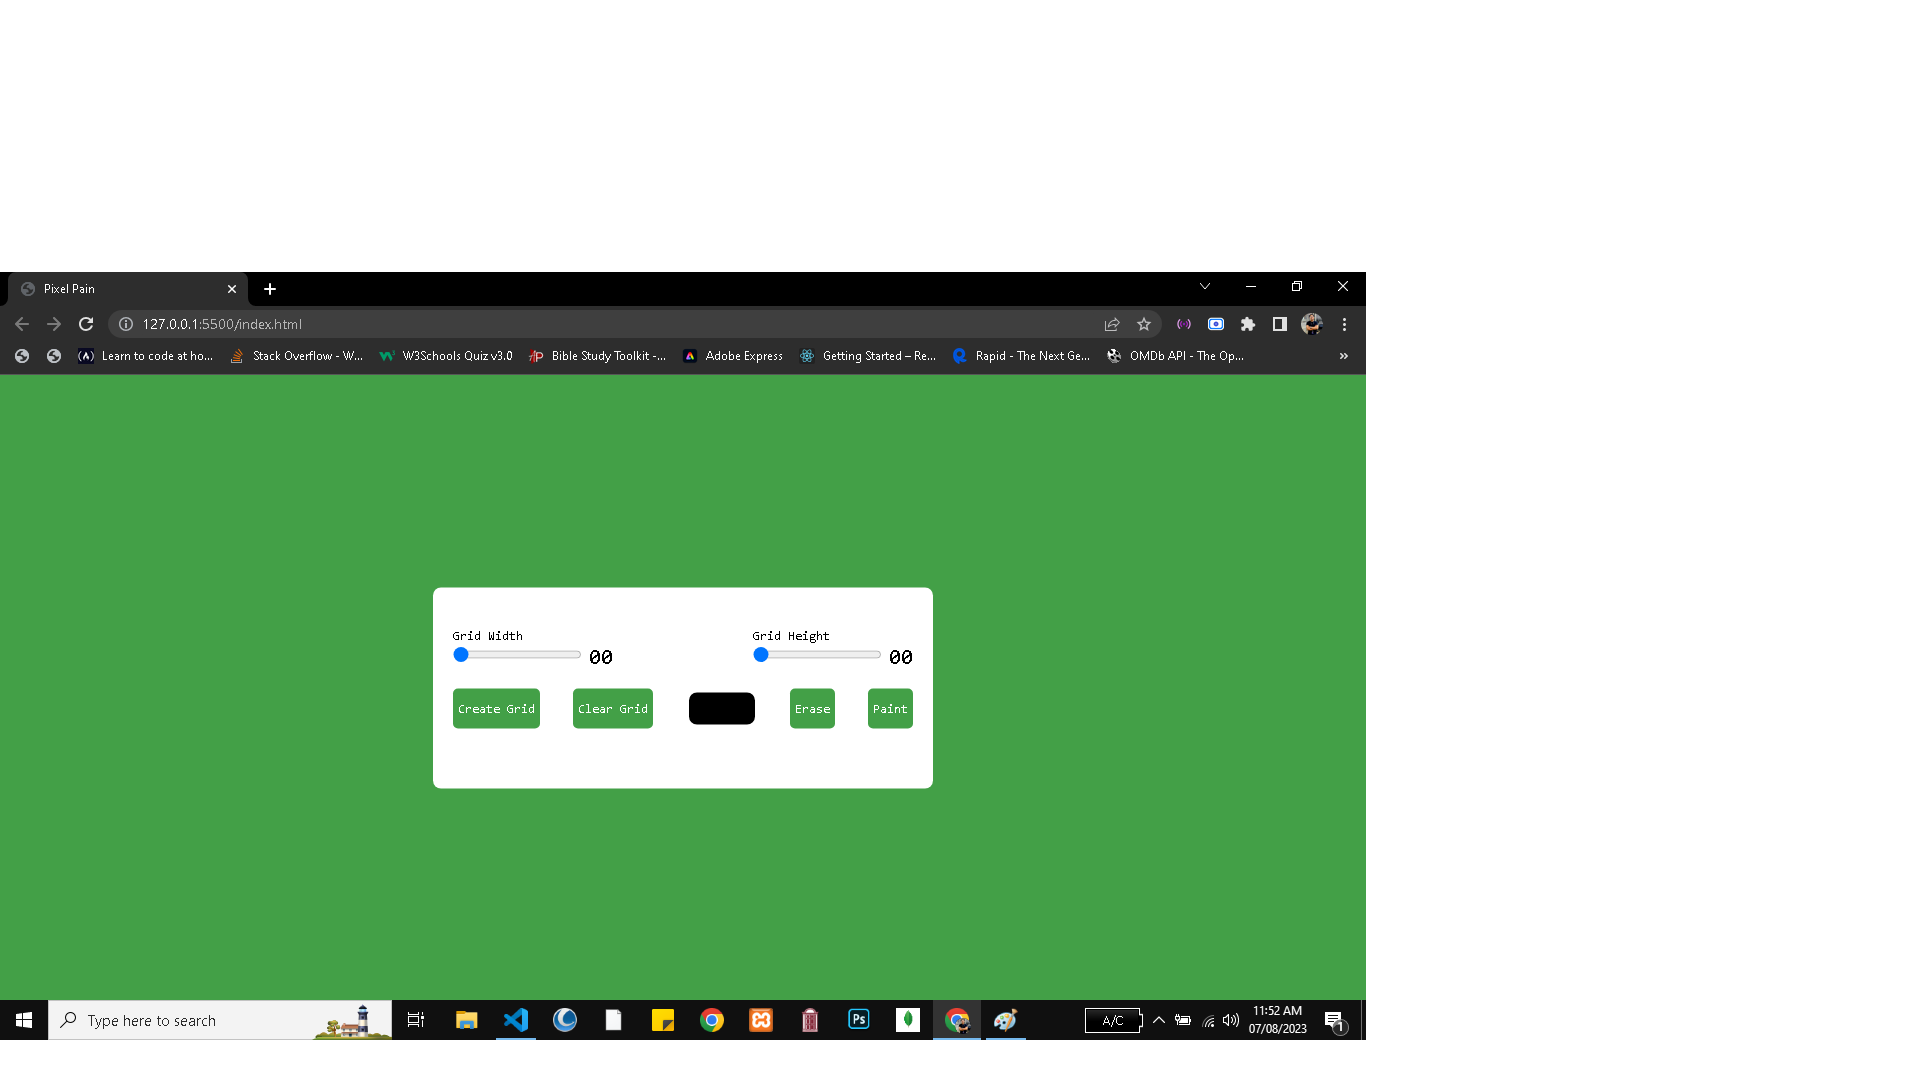 Pixel Pain
127.0.0.1:5500/index.html
Learn to code at ho... Stack Overflow - W... W3Schools Quiz v3.0 Bible Study Toolkit -... Adobe Express Getting Started – Re... Rapid - The Next Ge... OMDb API - The Op... »
Grid Width Grid Height
00 00
Create Grid Clear Grid Erase Paint
Type here to search
Ps
A/C
11:52 AM
07/08/2023
1